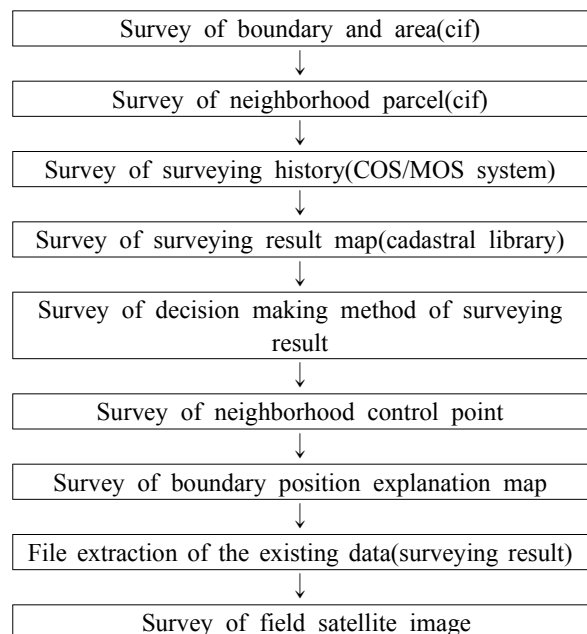 Survey of boundary and area(cif)
Survey of neighborhood parcel(cif)
Survey of surveying history(COS/MOS system)
Survey of surveying result map(cadastral library)
Survey of decision making method of surveying
result
Survey of neighborhood control point
Survey of boundary position explanation map
File extraction of the existing data(surveying result)
Survey of field satellite image